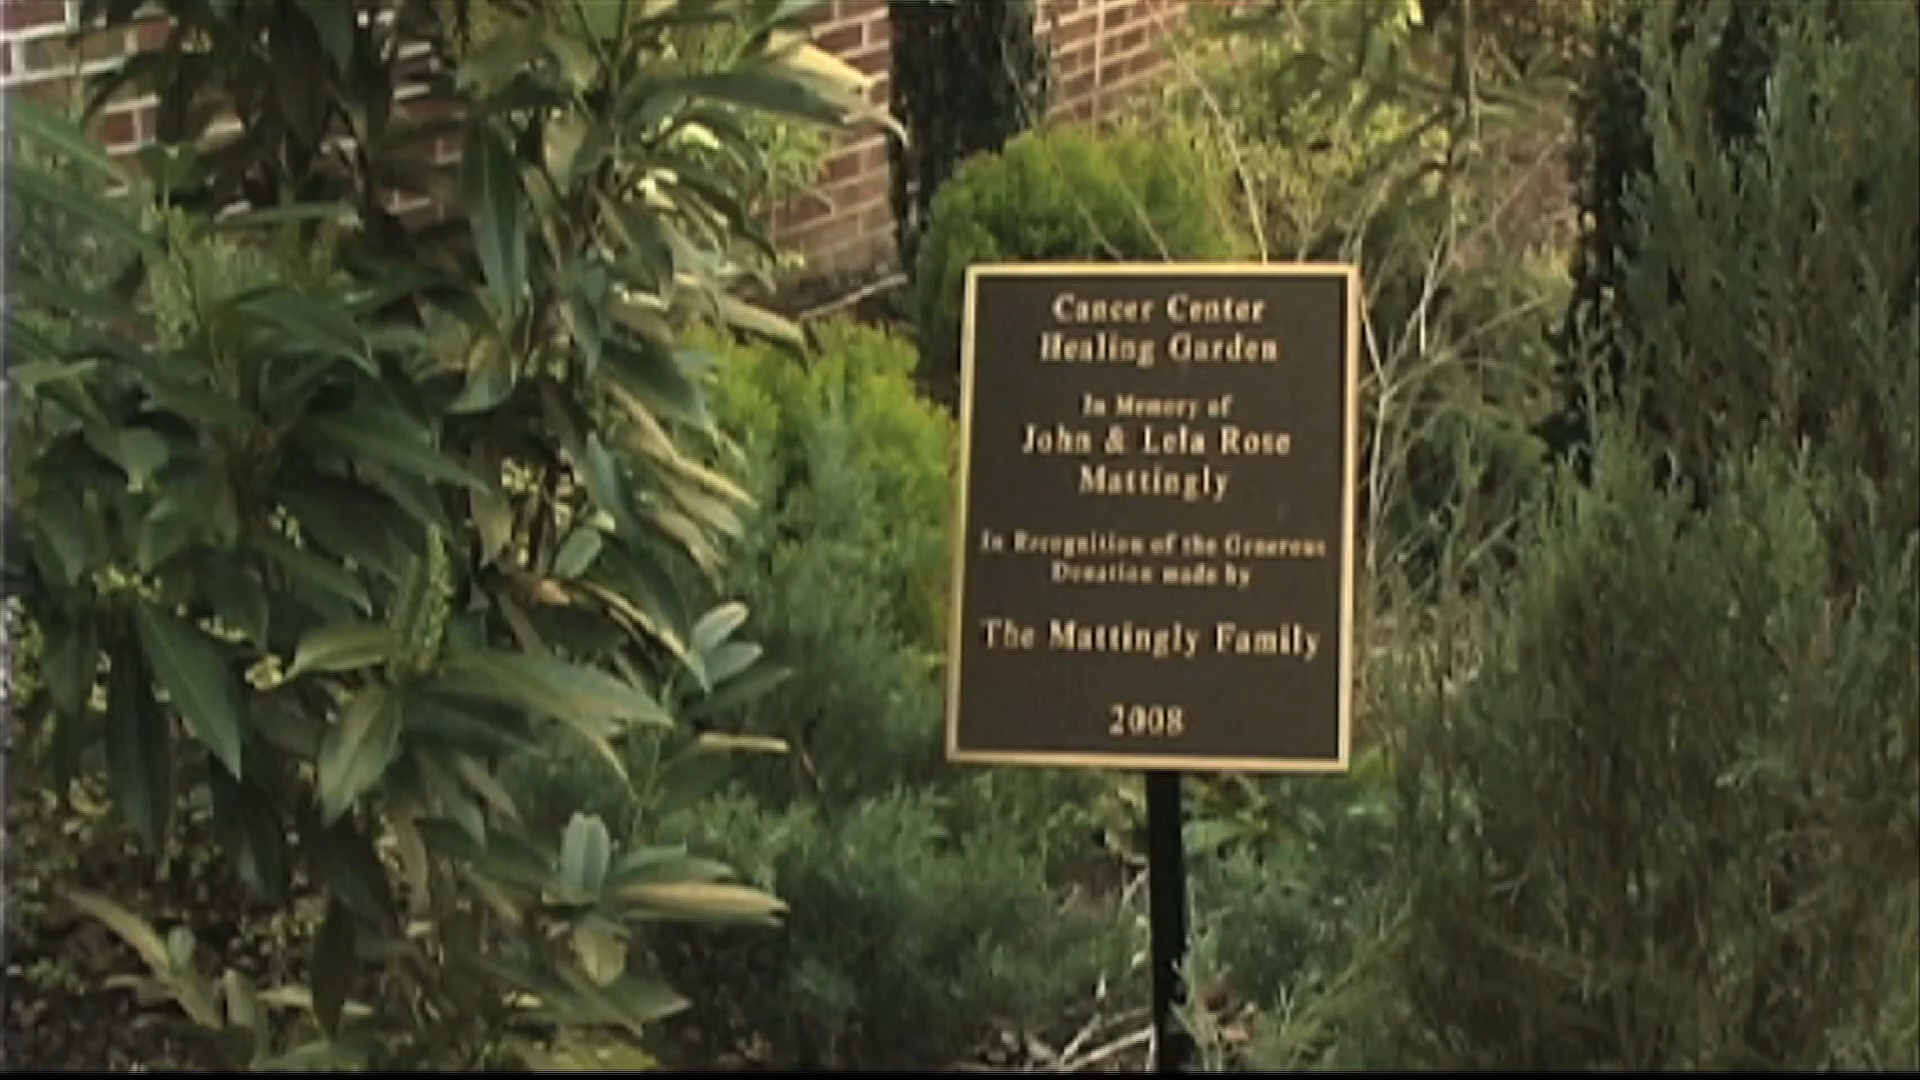 Cancer Center
Healing Garden
In Memory of
John & Lela Rose
Mattingly
In Recognition of the Generous
Donation made by
The Mattingly Family
2008